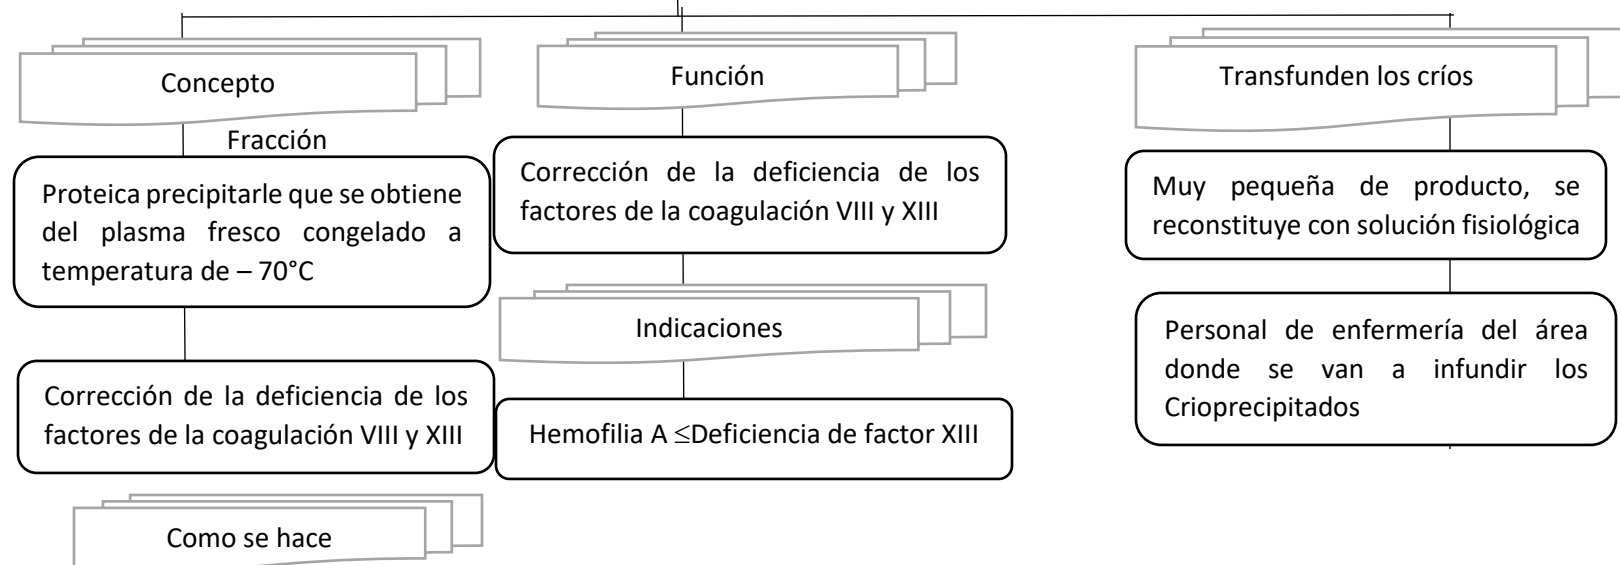 Concepto
Fracción
Proteica precipitarle que se obtiene
del plasma fresco congelado a
temperatura de – 70°C
Corrección de la deficiencia de los
factores de la coagulación VIII y XIII
Como se hace
Función
Corrección de la deficiencia de los
factores de la coagulación VIII y XIII
Indicaciones
Hemofilia A ≤Deficiencia de factor XIII
Transfunden los críos
Muy pequeña de producto, se
reconstituye con solución fisiológica
Personal de enfermería del área
donde se van a infundir los
Crioprecipitados